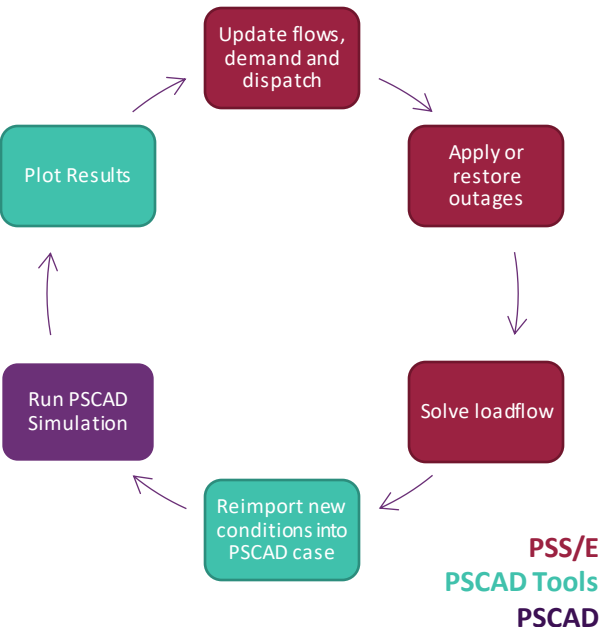 Update flows,
demand and
dispatch
Apply or
restore
outages
Solve loadflow
Reimport new
conditions into
PSCAD case
Run PSCAD
Simulation
Plot Results
PSS/E
PSCAD Tools
PSCAD